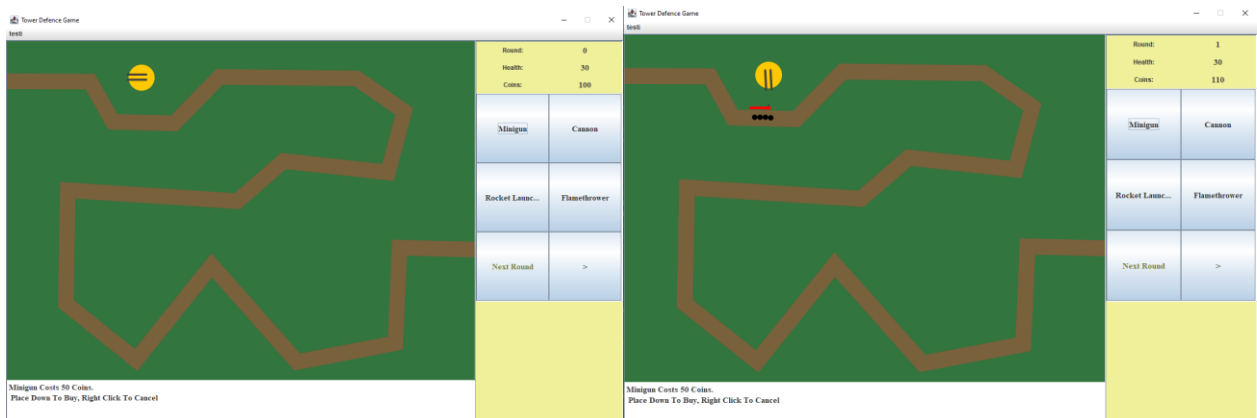 Tower Defence Game
testi
Round: 0
Health: 30
Coins: 100
Minigun Cannon
Rocket Launc... Flamethrower
Next Round >
Minigun Costs 50 Coins.
Place Down To Buy, Right Click To Cancel
Tower Defence Game
testi
Round: 1
Health: 30
Coins: 110
Minigun Cannon
Rocket Launc... Flamethrower
Next Round >
Minigun Costs 50 Coins.
Place Down To Buy, Right Click To Cancel